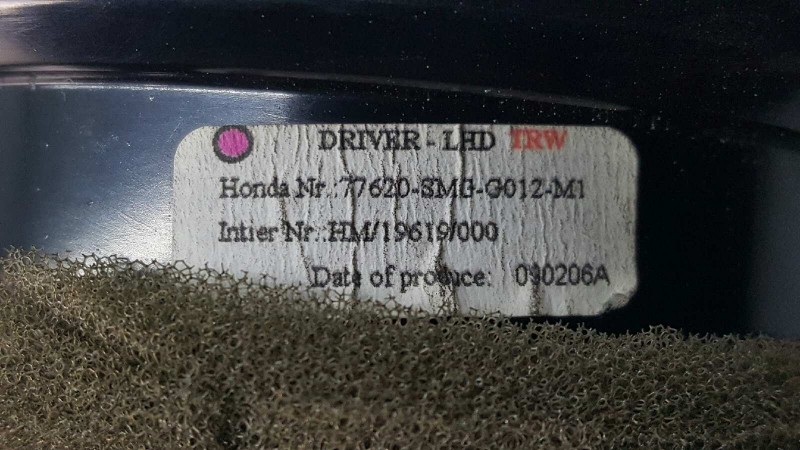 DRIVER - LHD TRW
Honda Nr.:77620-SMG-G012-M1
Intier Nr.:HM/19619/000
Date of produce: 090206A